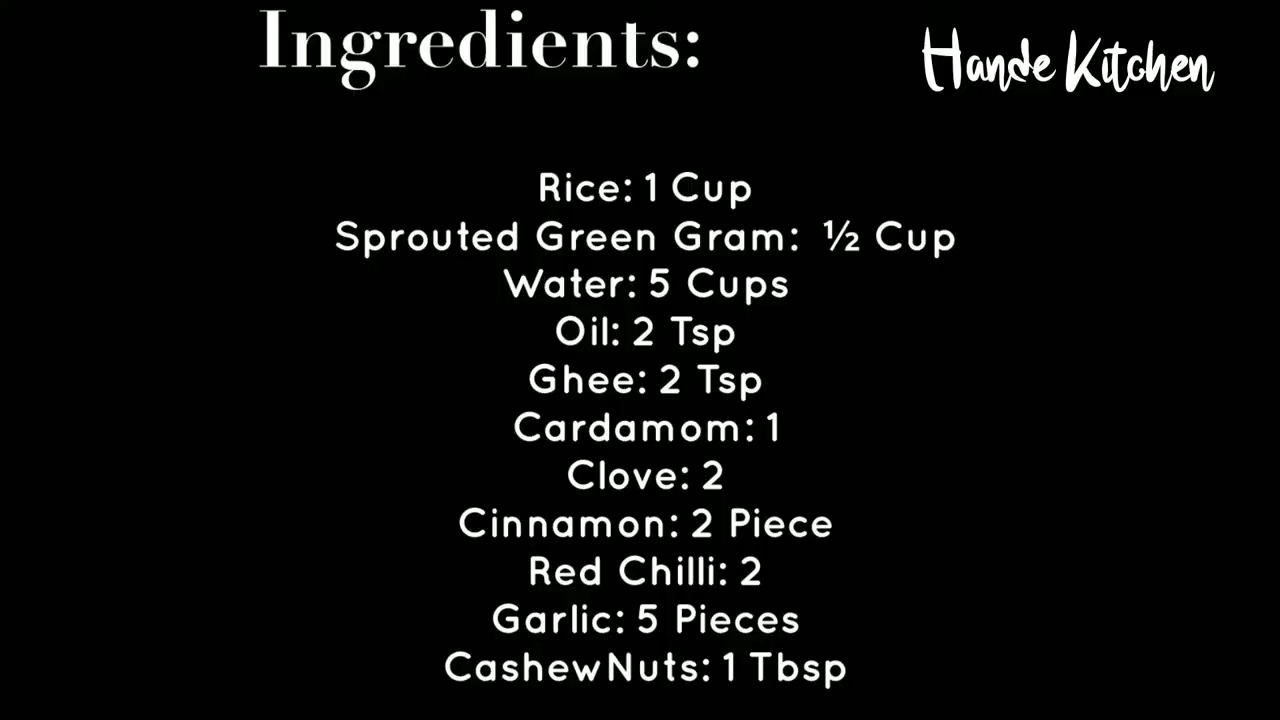 Ingredients:
Hande Kitchen
Rice: 1 Cup
Sprouted Green Gram: ½ Cup
Water: 5 Cups
Oil: 2 Tsp
Ghee: 2 Tsp
Cardamom: 1
Clove: 2
Cinnamon: 2 Piece
Red Chilli: 2
Garlic: 5 Pieces
CashewNuts: 1 Tbsp